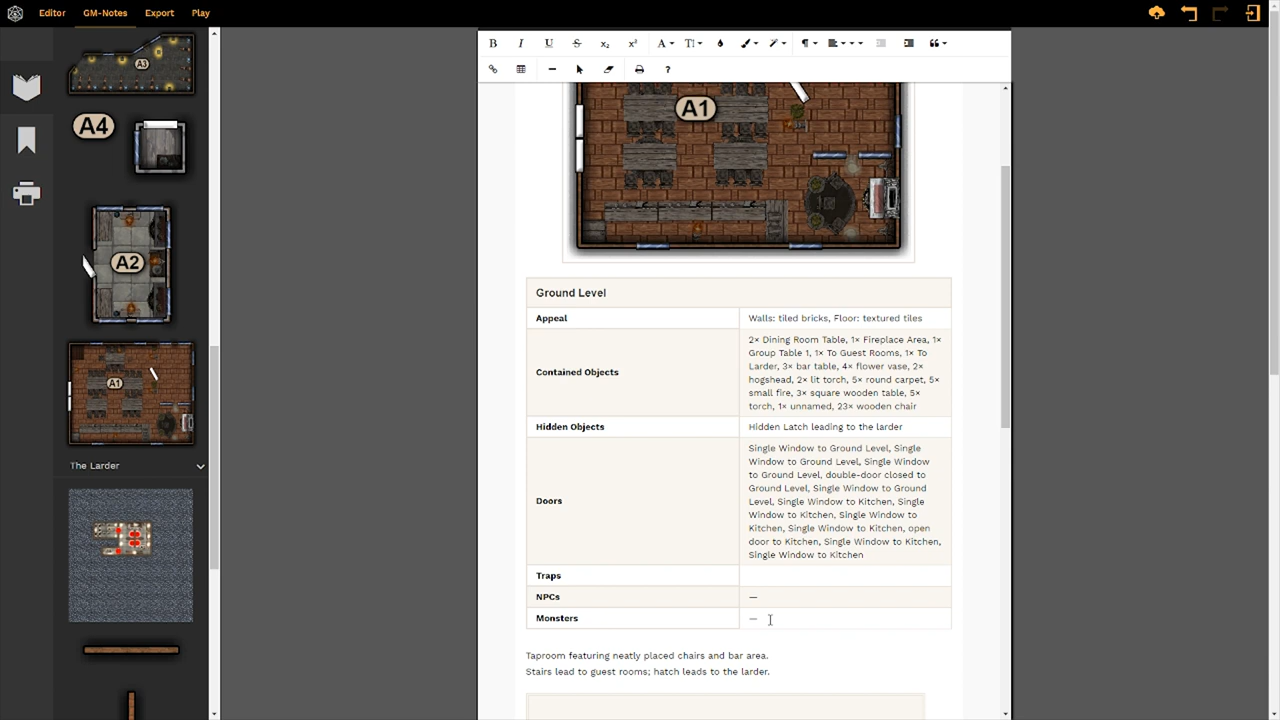 Editor GM-Notes Export Play
B I U S x₂ x² A T! ¶ “ ?
A3
A4
A2
A1
The Larder
A1
Ground Level
Appeal Walls: tiled bricks, Floor: textured tiles
Contained Objects 2× Dining Room Table, 1× Fireplace Area, 1×
Group Table 1, 1× To Guest Rooms, 1× To
Larder, 3× bar table, 4× flower vase, 2×
hogshead, 2× lit torch, 5× round carpet, 5×
small fire, 3× square wooden table, 5×
torch, 1× unnamed, 23× wooden chair
Hidden Objects Hidden Latch leading to the larder
Doors Single Window to Ground Level, Single
Window to Ground Level, Single Window
to Ground Level, double-door closed to
Ground Level, Single Window to Ground
Level, Single Window to Kitchen, Single
Window to Kitchen, Single Window to
Kitchen, Single Window to Kitchen, open
door to Kitchen, Single Window to Kitchen,
Single Window to Kitchen
Traps
NPCs —
Monsters —
Taproom featuring neatly placed chairs and bar area.
Stairs lead to guest rooms; hatch leads to the larder.